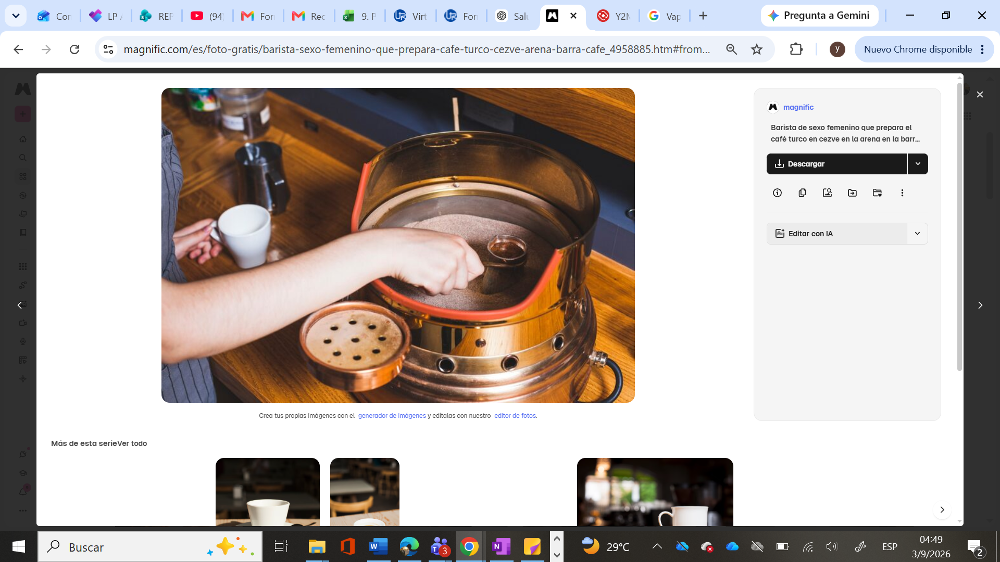 Cor
LP
REF
(94)
For
Rec
9. P
Virt
For
Salu
Y2M
Vap
Pregunta a Gemini
magnific.com/es/foto-gratis/barista-sexo-femenino-que-prepara-cafe-turco-cezve-arena-barra-cafe_4958885.htm#from...
y
Nuevo Chrome disponible
magnific
Barista de sexo femenino que prepara el
café turco en cezve en la arena en la barr...
Descargar
Editar con IA
Crea tus propias imágenes con el generador de imágenes y edítalas con nuestro editor de fotos.
Más de esta serieVer todo
Buscar
3
29°C
ESP
04:49
3/9/2026
2